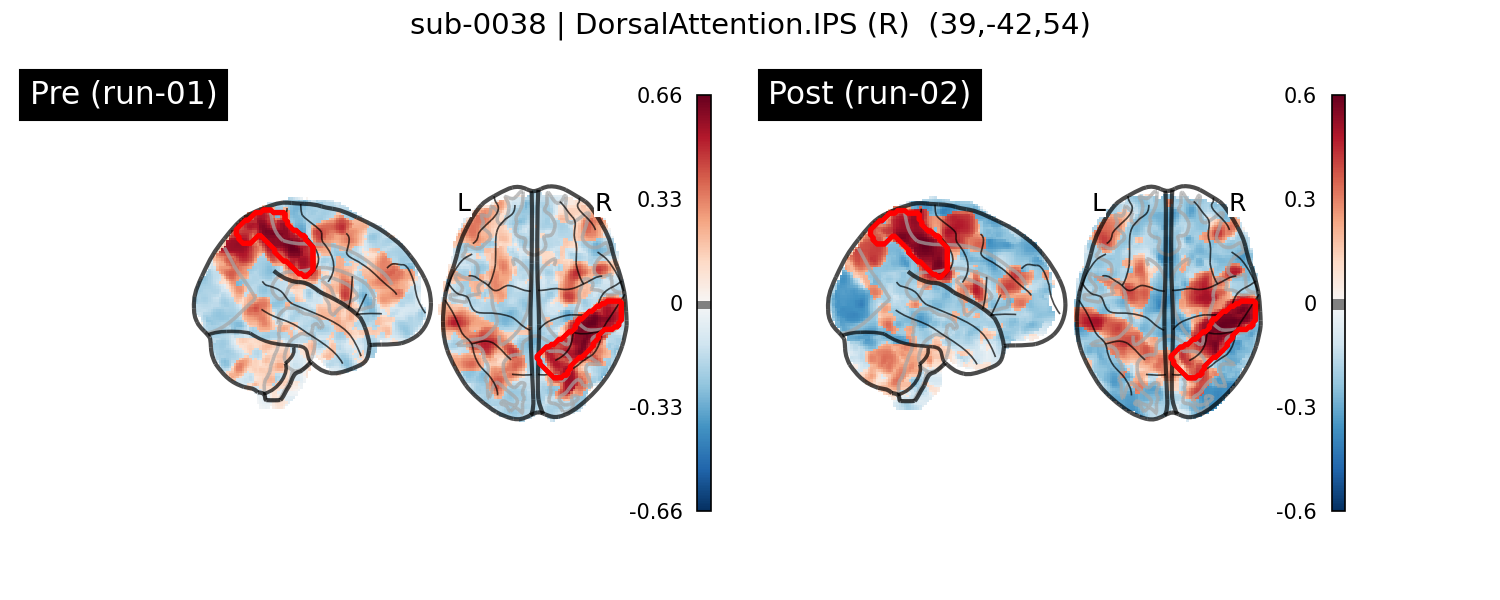 sub-0038 | DorsalAttention.IPS (R)  (39,-42,54)
Pre (run-01)
L
R
0.66
0.33
0
-0.33
-0.66
Post (run-02)
L
R
0.6
0.3
0
-0.3
-0.6